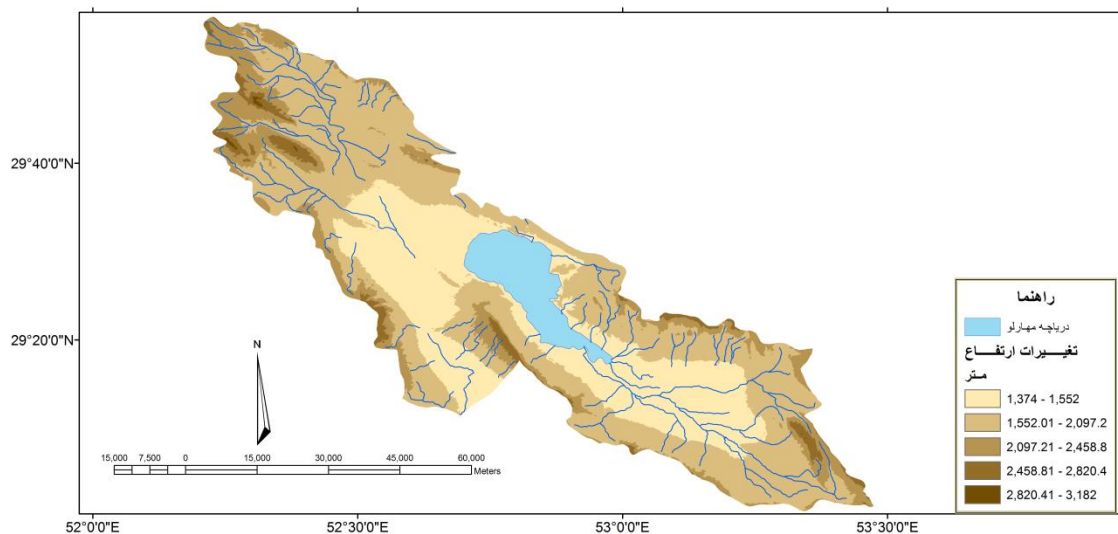 29°40'0"N
29°20'0"N
52°0'0"E
52°30'0"E
53°0'0"E
53°30'0"E
N
15,000 7,500 0 15,000 30,000 45,000 60,000
Meters
راهنما
دریاچه مهارلو
تغییرات ارتفاع
متر
1,374 - 1,552
1,552.01 - 2,097.2
2,097.21 - 2,458.8
2,458.81 - 2,820.4
2,820.41 - 3,182